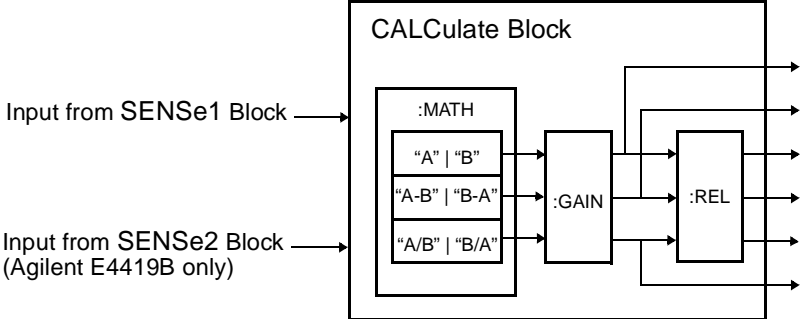 CALCulate Block
Input from SENSe1 Block
:MATH
“A” | “B”
“A-B” | “B-A”
“A/B” | “B/A”
:GAIN
:REL
Input from SENSe2 Block
(Agilent E4419B only)